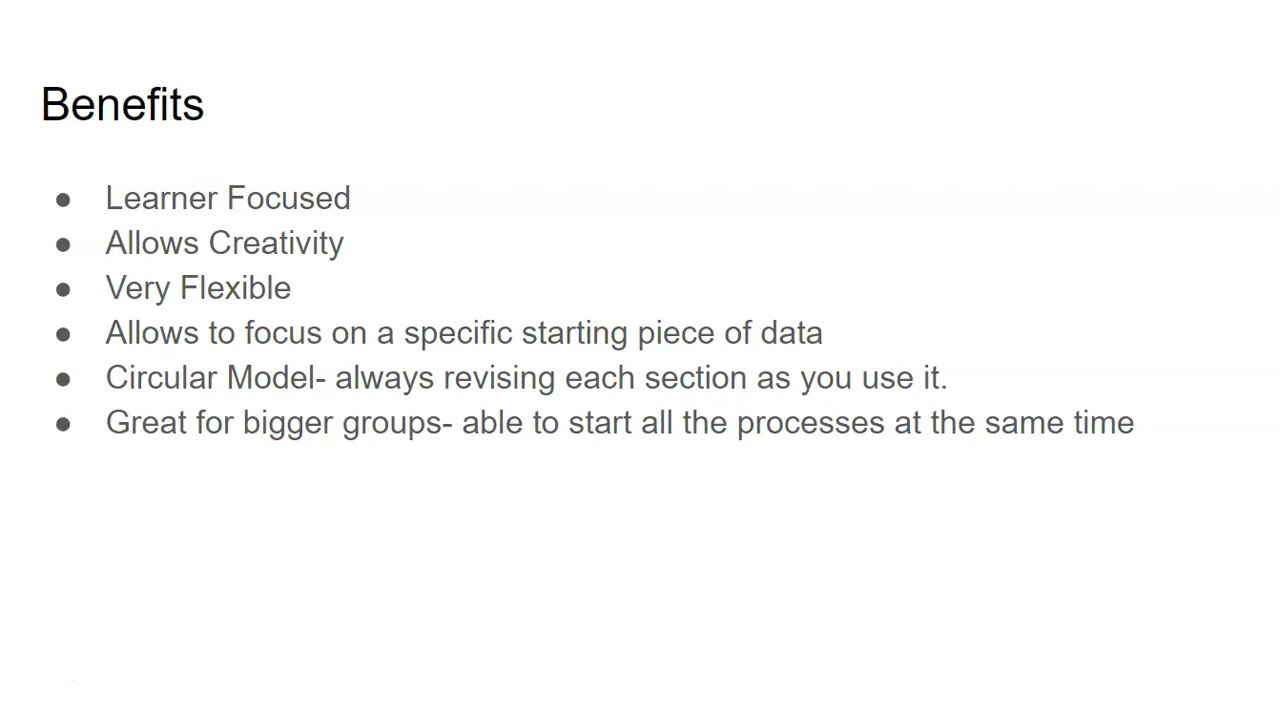 Benefits
● Learner Focused
● Allows Creativity
● Very Flexible
● Allows to focus on a specific starting piece of data
● Circular Model- always revising each section as you use it.
● Great for bigger groups- able to start all the processes at the same time